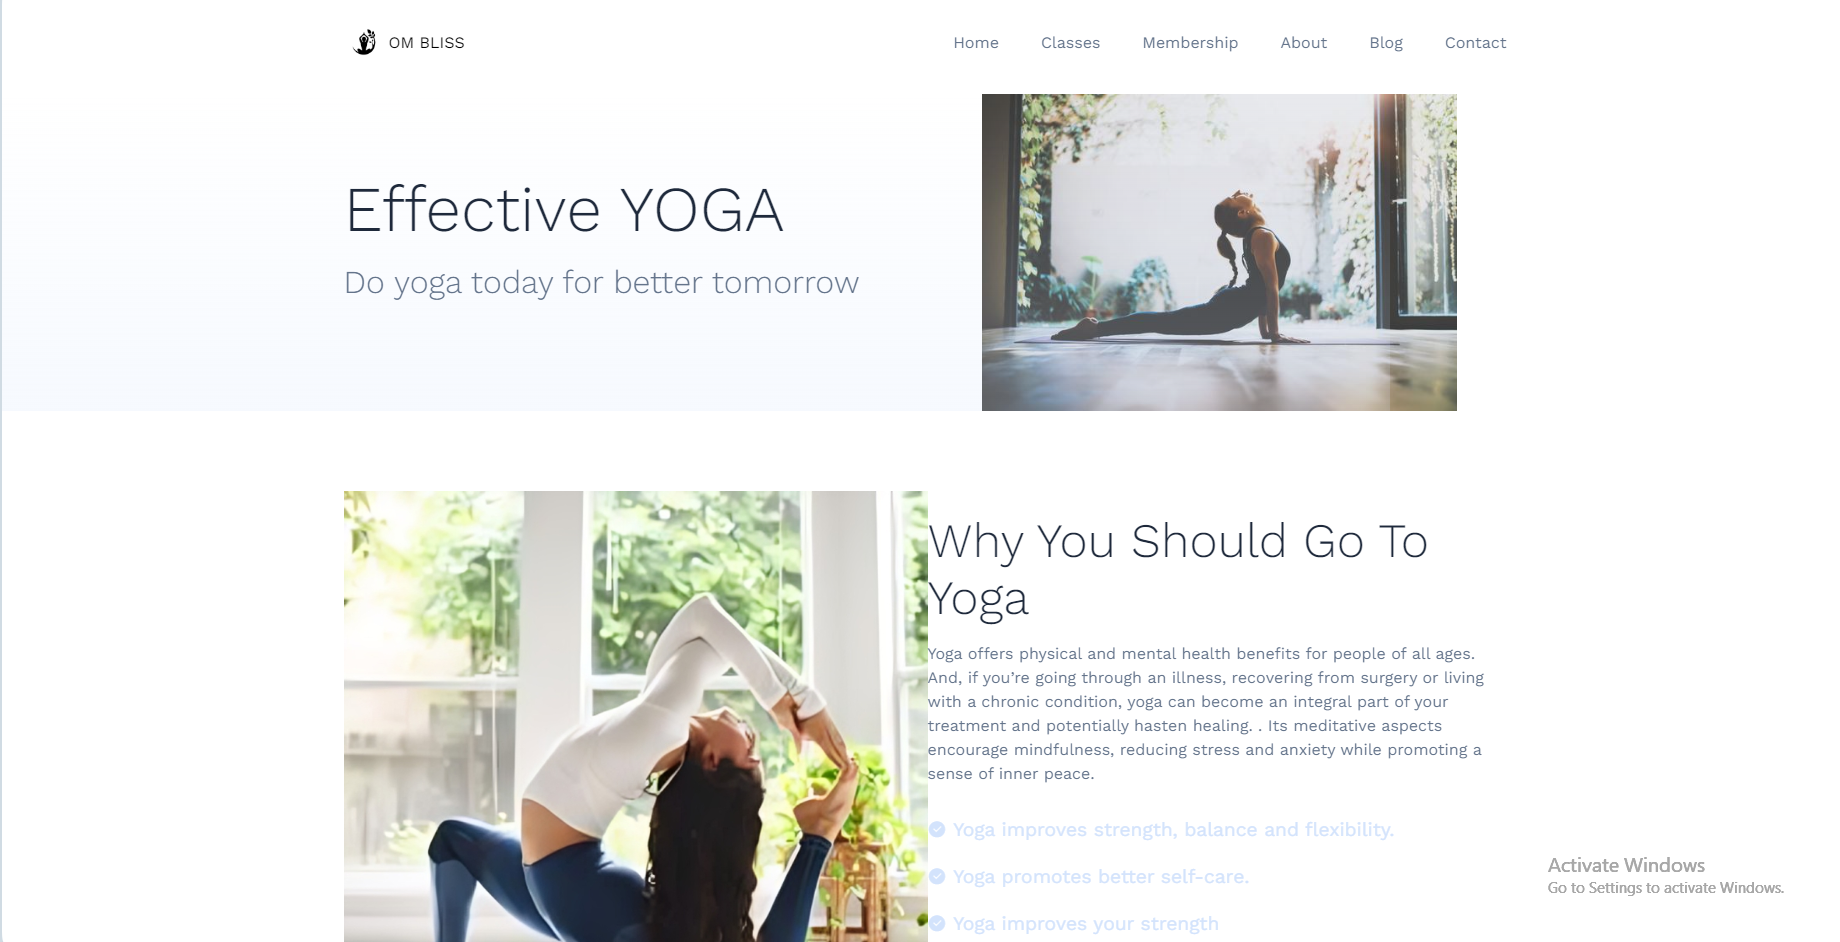 OM BLISS
Home Classes Membership About Blog Contact
Effective YOGA
Do yoga today for better tomorrow
Why You Should Go To
Yoga
Yoga offers physical and mental health benefits for people of all ages.
And, if you’re going through an illness, recovering from surgery or living
with a chronic condition, yoga can become an integral part of your
treatment and potentially hasten healing. . Its meditative aspects
encourage mindfulness, reducing stress and anxiety while promoting a
sense of inner peace.
Yoga improves strength, balance and flexibility.
Yoga promotes better self-care.
Yoga improves your strength
Activate Windows
Go to Settings to activate Windows.